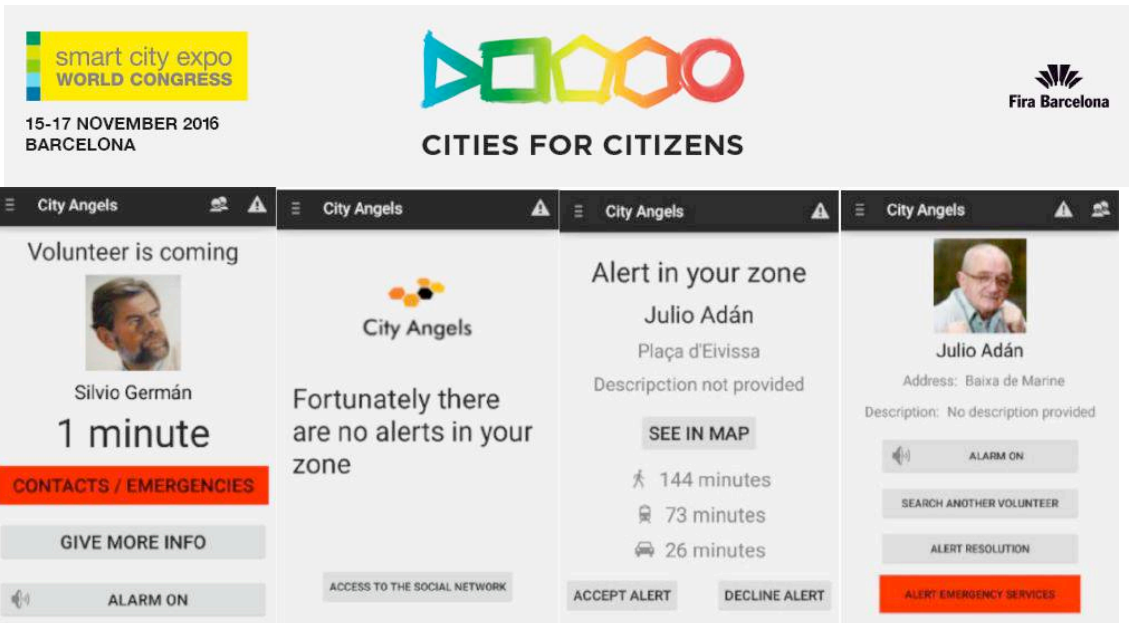 smart city expo
WORLD CONGRESS
15-17 NOVEMBER 2016
BARCELONA
CITIES FOR CITIZENS
Fira Barcelona
City Angels
Volunteer is coming
Silvio Germán
1 minute
CONTACTS / EMERGENCIES
GIVE MORE INFO
ALARM ON
City Angels
City Angels
Fortunately there
are no alerts in your
zone
ACCESS TO THE SOCIAL NETWORK
City Angels
Alert in your zone
Julio Adán
Plaça d'Eivissa
Descripction not provided
SEE IN MAP
144 minutes
73 minutes
26 minutes
ACCEPT ALERT DECLINE ALERT
City Angels
Julio Adán
Address: Baixa de Marine
Description: No description provided
ALARM ON
SEARCH ANOTHER VOLUNTEER
ALERT RESOLUTION
ALERT EMERGENCY SERVICES